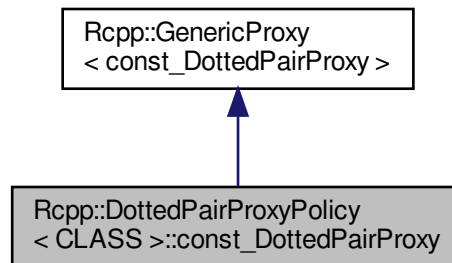 Rcpp::GenericProxy
< const_DottedPairProxy >
Rcpp::DottedPairProxyPolicy
< CLASS >::const_DottedPairProxy